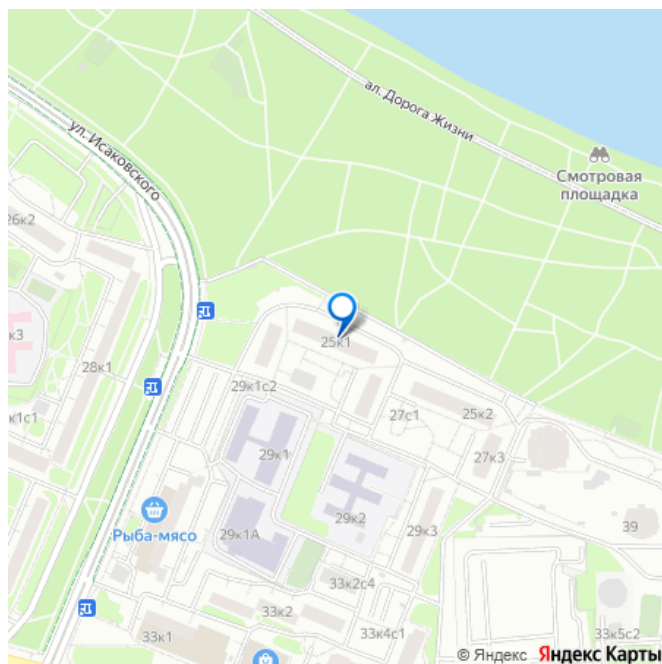 ал. Дорога Жизни
ул. Исаковского
Смотровая
площадка
26к2
к3
25к1
28к1
29к1с2
к1с1
27с1
25к2
29к1
27к3
Рыба-мясо
29к2
29к1А
29к3
39
33к2с4
33к2
33к1
33к4с1
33к5с2
© Яндекс Яндекс Карты